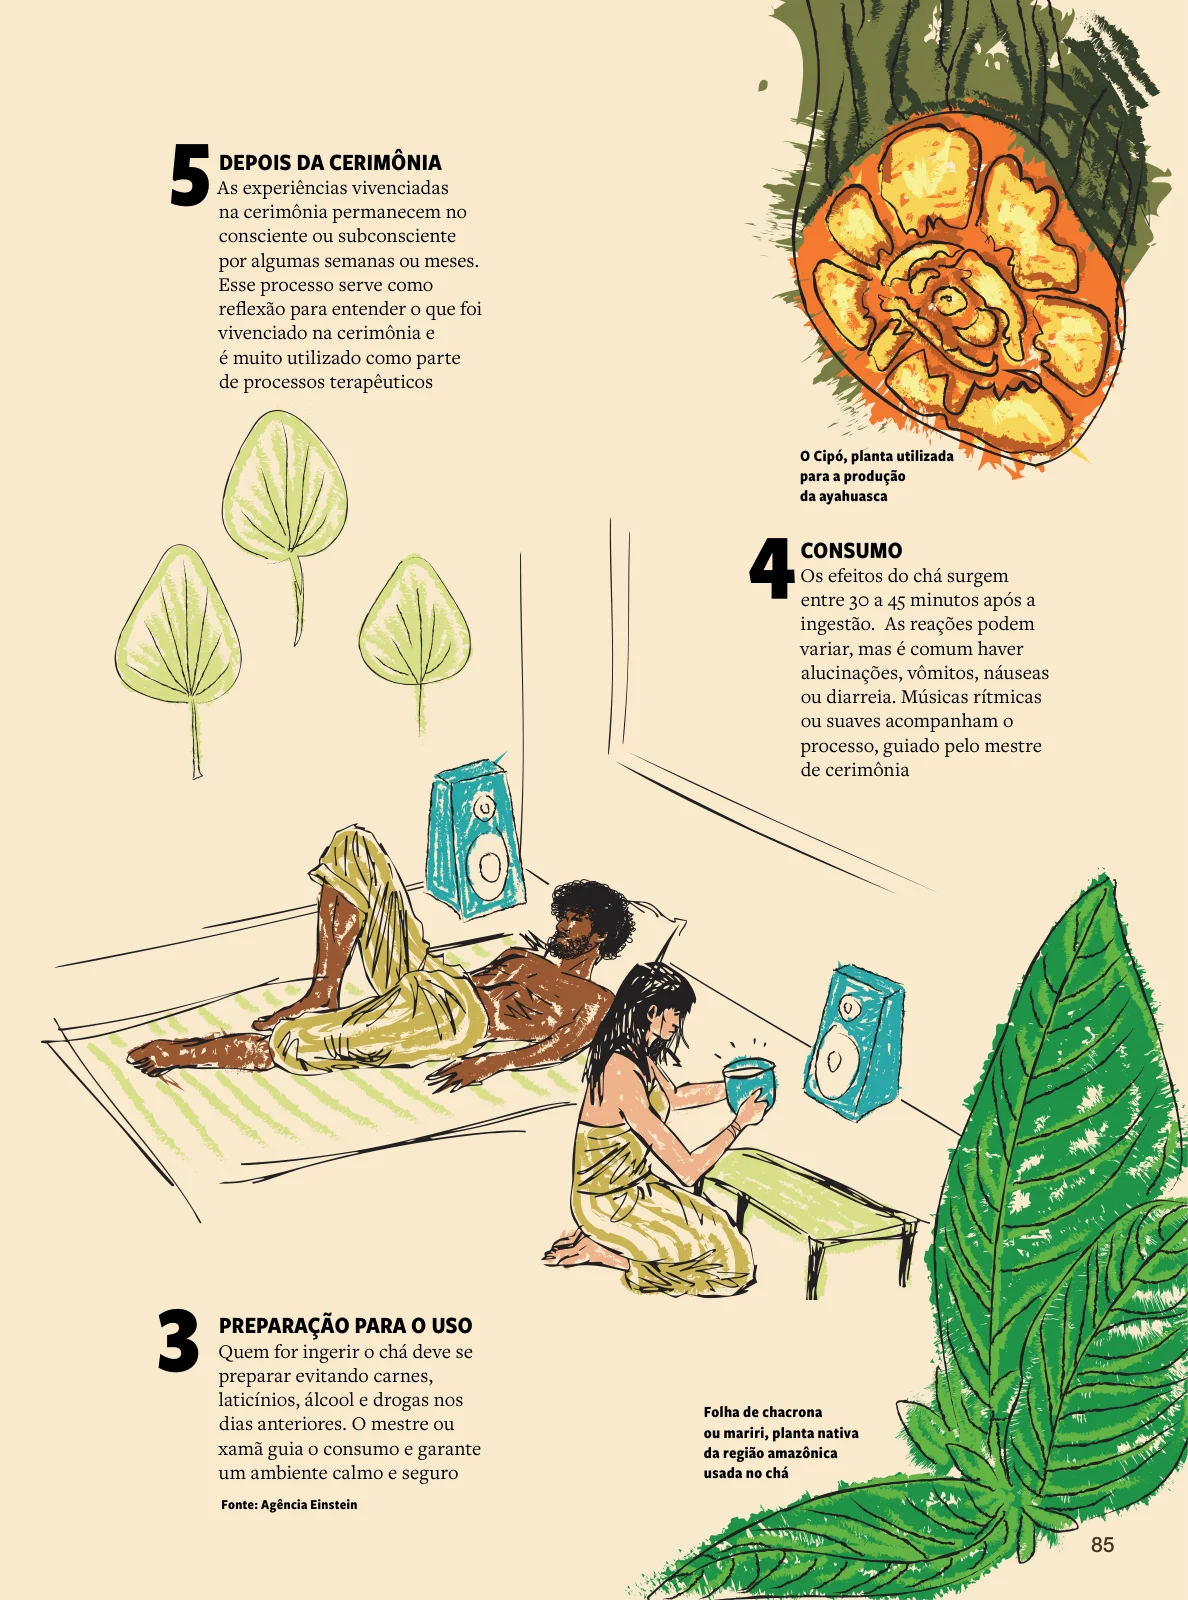 5
DEPOIS DA CERIMÔNIA
As experiências vivenciadas
na cerimônia permanecem no
consciente ou subconsciente
por algumas semanas ou meses.
Esse processo serve como
reflexão para entender o que foi
vivenciado na cerimônia e
é muito utilizado como parte
de processos terapêuticos
O Cipó, planta utilizada
para a produção
da ayahuasca
4
CONSUMO
Os efeitos do chá surgem
entre 30 a 45 minutos após a
ingestão. As reações podem
variar, mas é comum haver
alucinações, vômitos, náuseas
ou diarreia. Músicas rítmicas
ou suaves acompanham o
processo, guiado pelo mestre
de cerimônia
3
PREPARAÇÃO PARA O USO
Quem for ingerir o chá deve se
preparar evitando carnes,
laticínios, álcool e drogas nos
dias anteriores. O mestre ou
xamã guia o consumo e garante
um ambiente calmo e seguro
Fonte: Agência Einstein
Folha de chacrona
ou mariri, planta nativa
da região amazônica
usada no chá
85